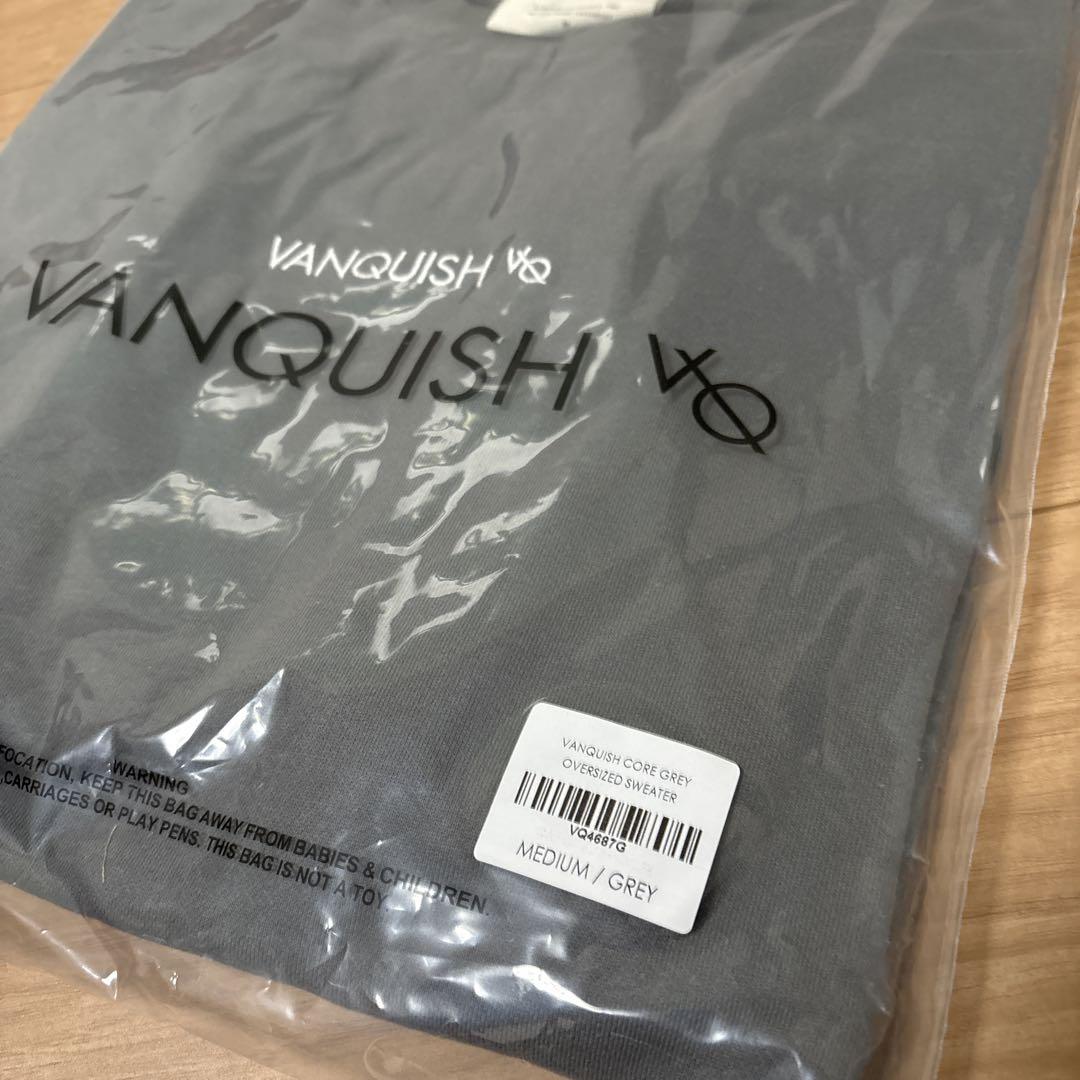 VANQUISH VQ
VANQUISH VQ
VANQUISH CORE GREY
OVERSIZED SWEATER
VQ4687G
MEDIUM / GREY
WARNING
FOCATION, KEEP THIS BAG AWAY FROM BABIES & CHILDREN.
,CARRIAGES OR PLAY PENS. THIS BAG IS NOT A TOY.